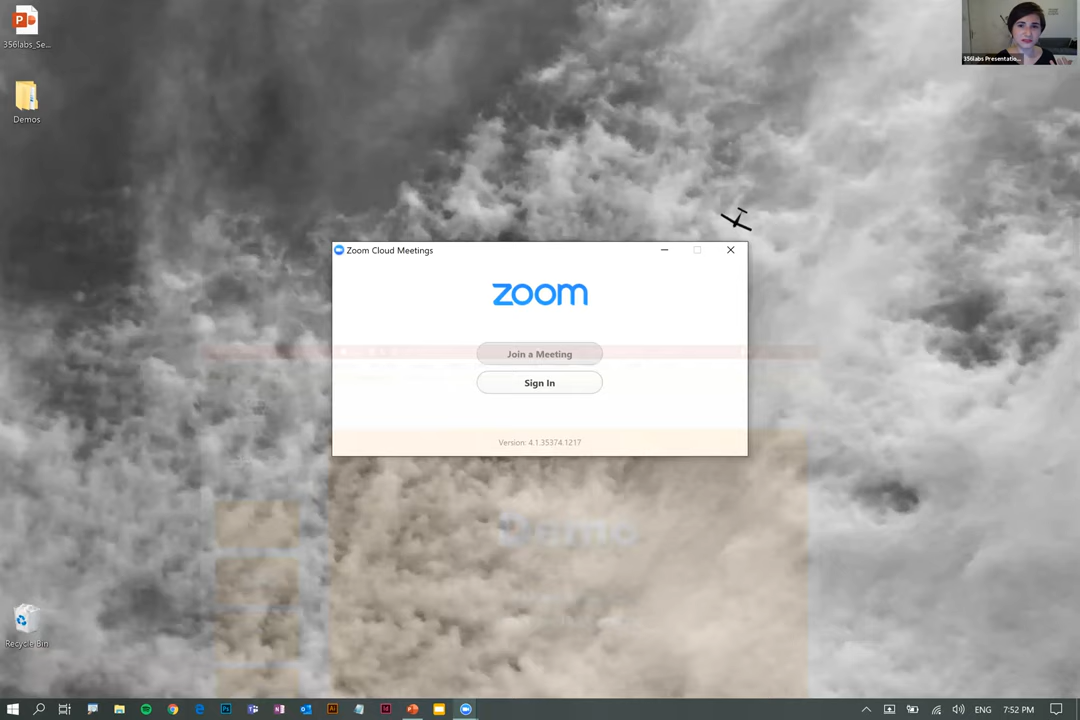 356labs_Se...
Demos
356labs Presentatio...
Zoom Cloud Meetings
zoom
Join a Meeting
Sign In
Version: 4.1.35374.1217
Demo
Recycle Bin
ENG
7:52 PM